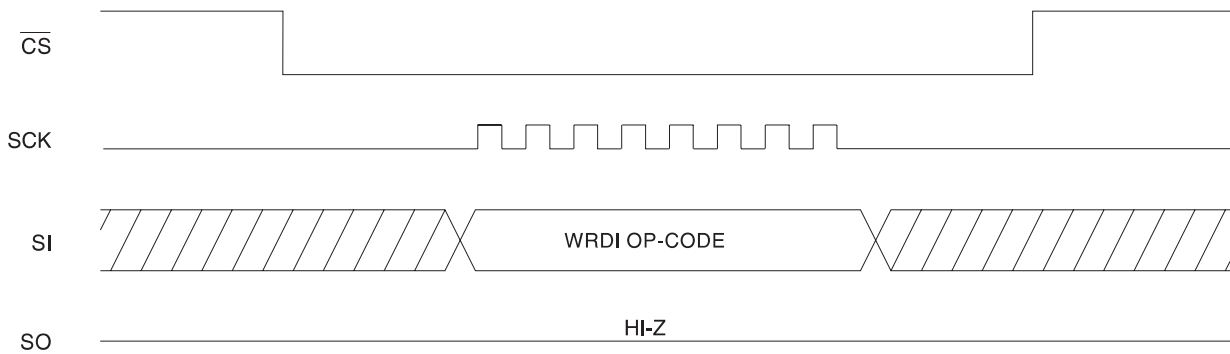 CS
SCK
SI
WRDI OP-CODE
HI-Z
SO